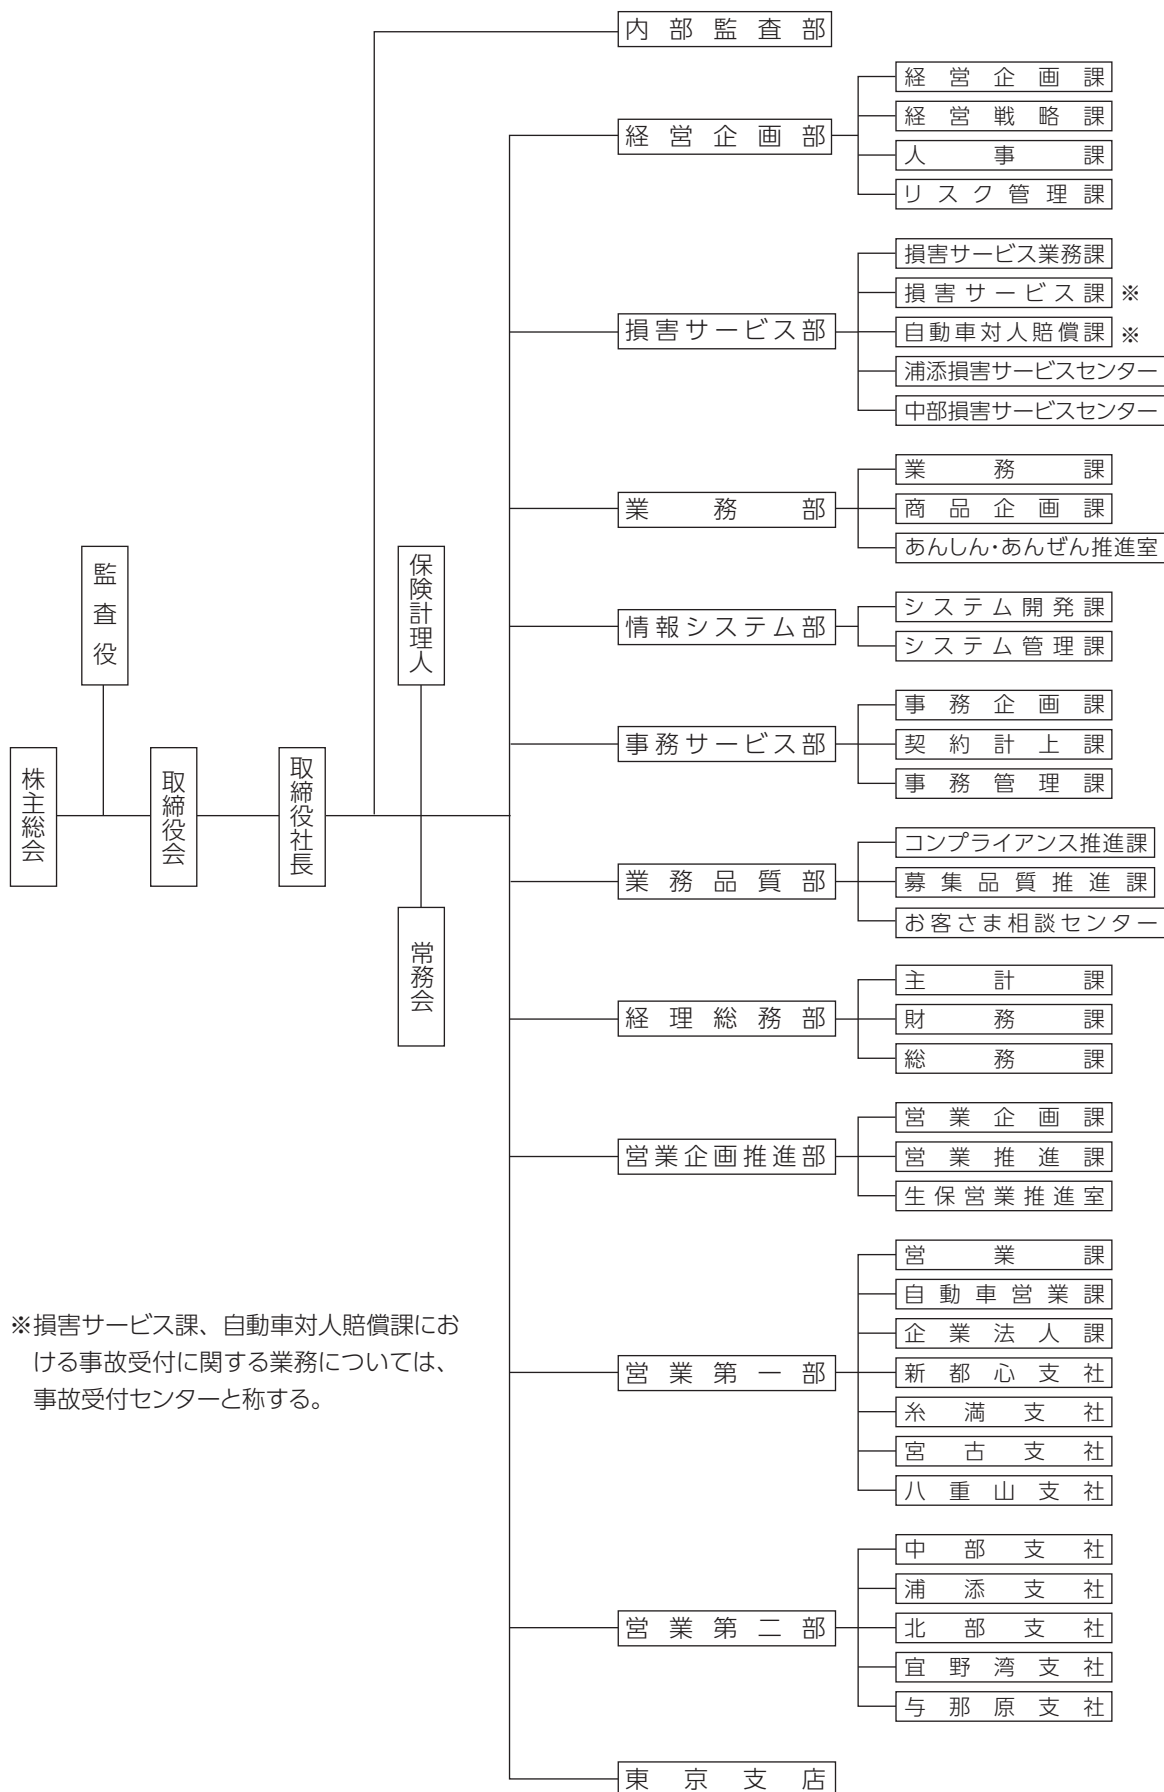 株主総会
監査役
取締役会
取締役社長
保険計理人
常務会
内部監査部
経営企画部
経営企画課
経営戦略課
人事課
リスク管理課
損害サービス部
損害サービス業務課
損害サービス課 ※
自動車対人賠償課 ※
浦添損害サービスセンター
中部損害サービスセンター
業務部
業務課
商品企画課
あんしん・あんぜん推進室
情報システム部
システム開発課
システム管理課
事務サービス部
事務企画課
契約計上課
事務管理課
業務品質部
コンプライアンス推進課
募集品質推進課
お客さま相談センター
経理総務部
主計課
財務課
総務課
営業企画推進部
営業企画課
営業推進課
生保営業推進室
営業第一部
営業課
自動車営業課
企業法人課
新都心支社
糸満支社
宮古支社
八重山支社
営業第二部
中部支社
浦添支社
北部支社
宜野湾支社
与那原支社
東京支店
※損害サービス課、自動車対人賠償課にお
ける事故受付に関する業務については、
事故受付センターと称する。